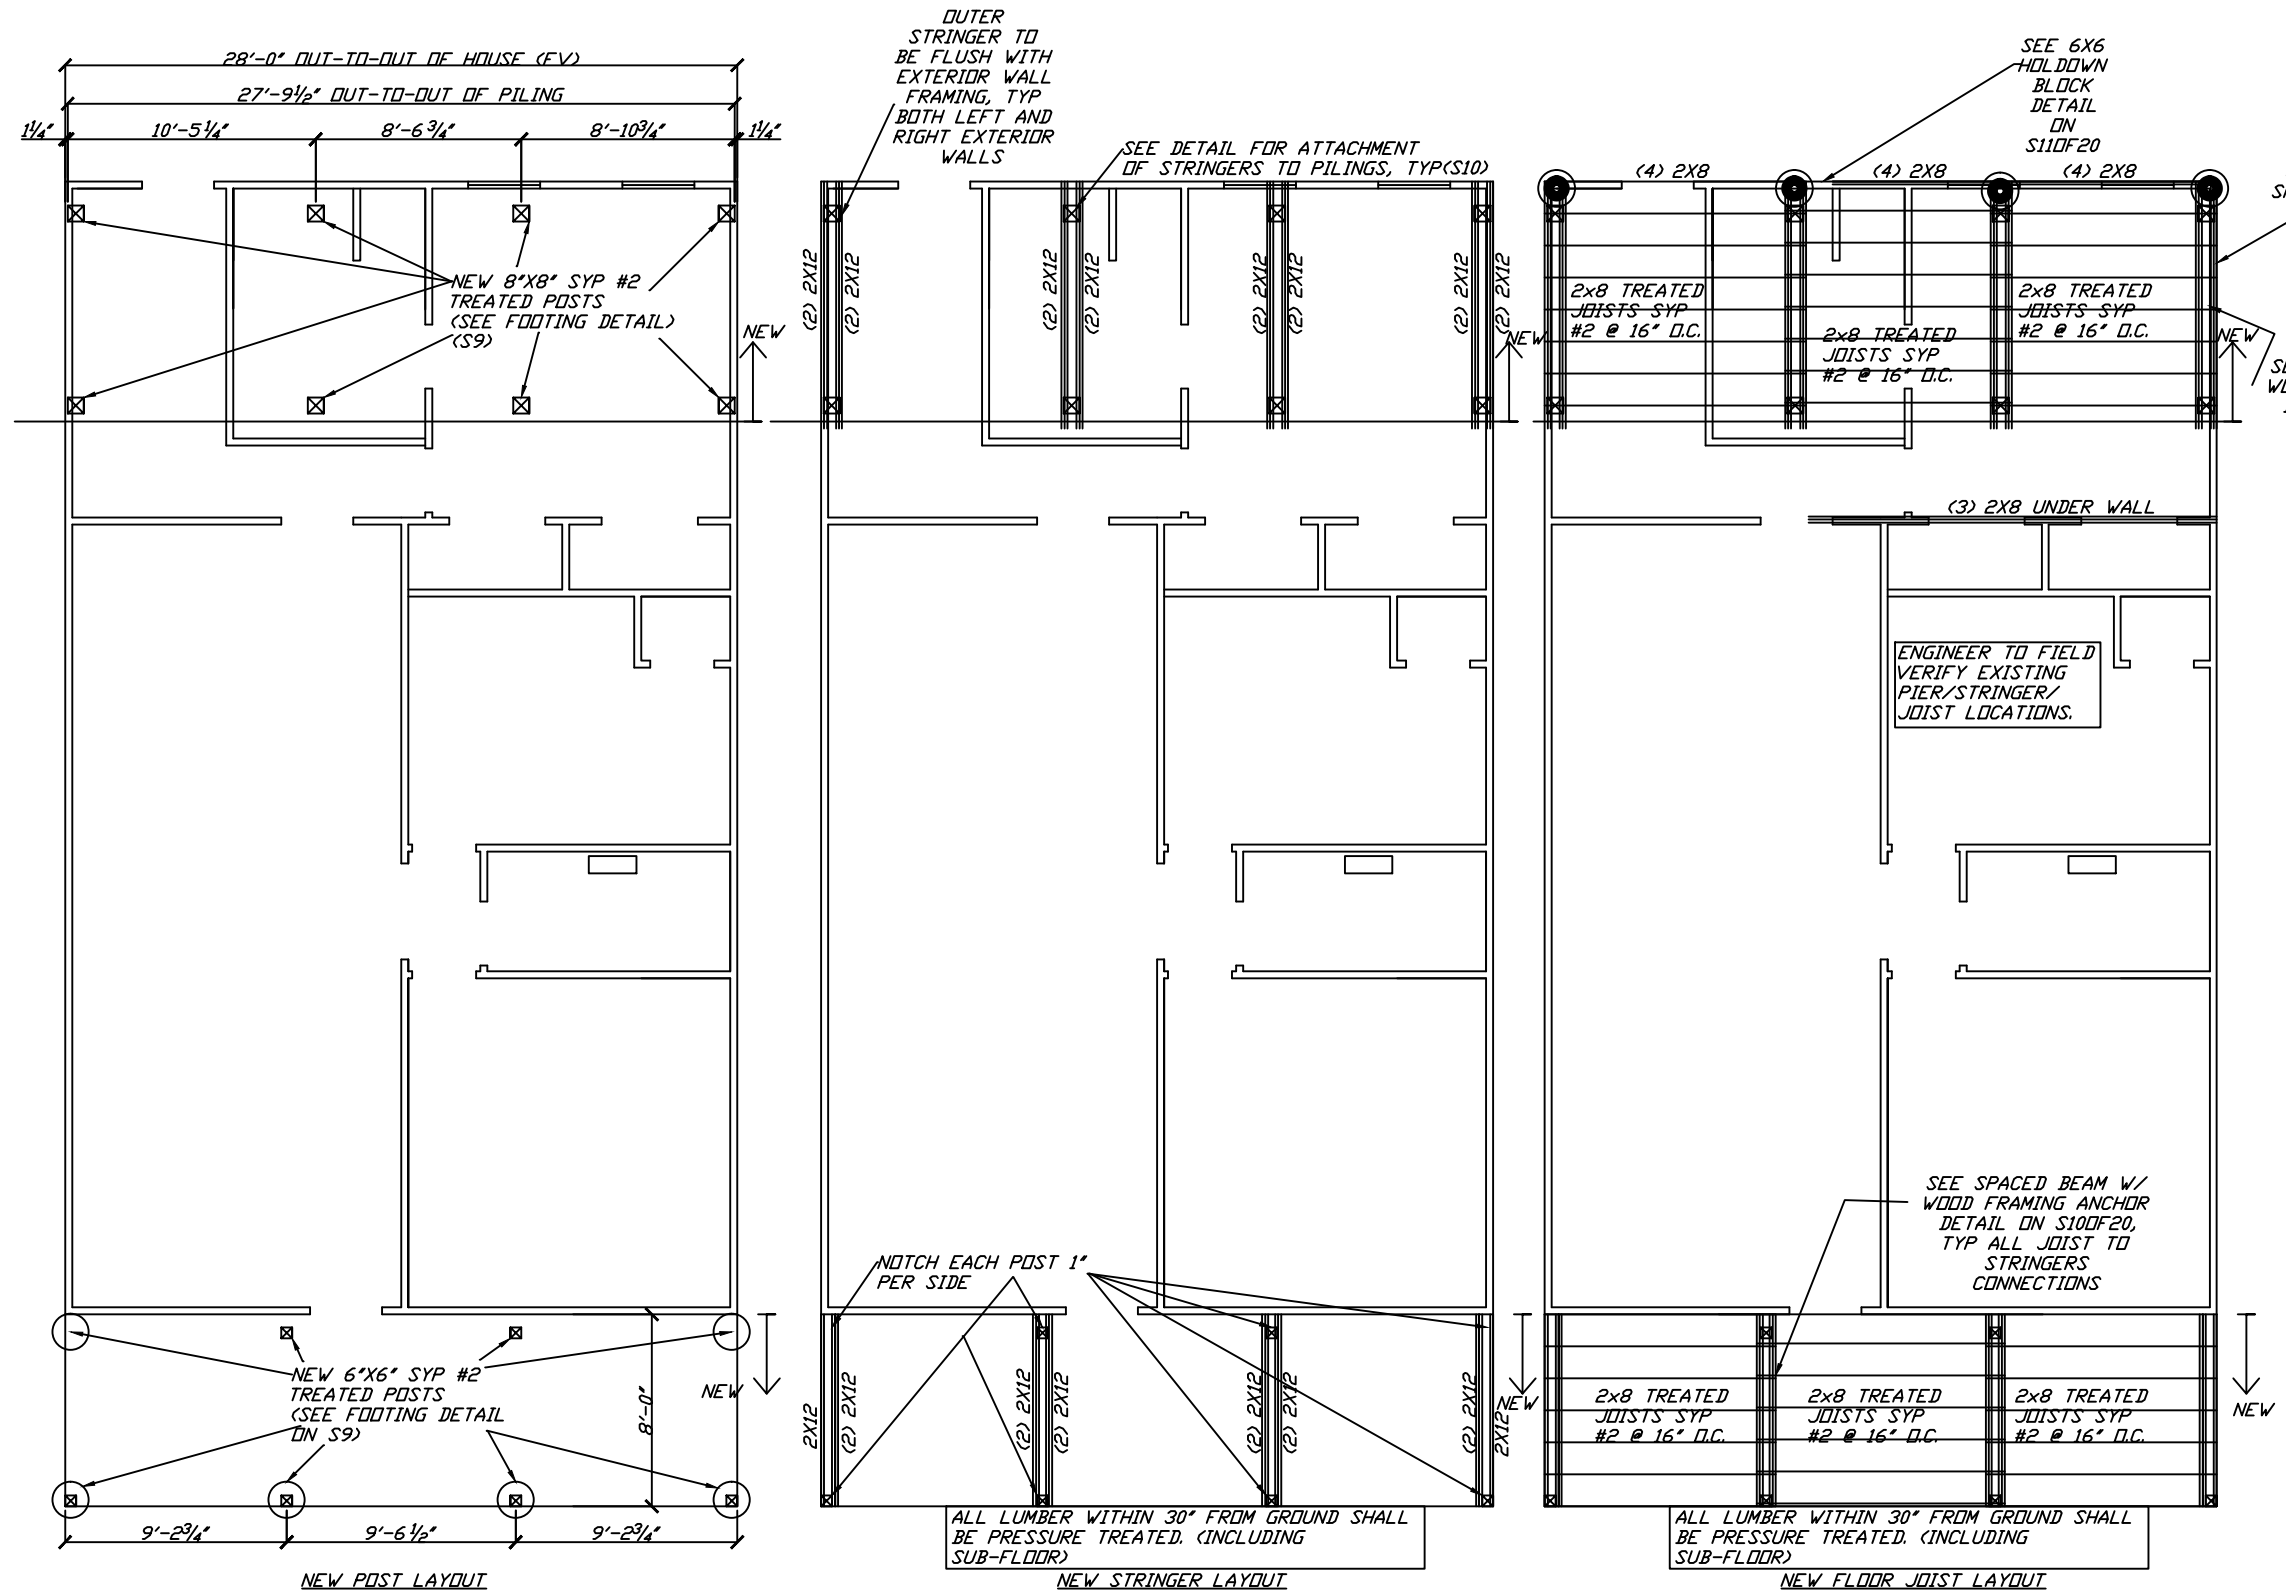 28'-0" OUT-TO-OUT OF HOUSE (FV)
27'-9½" OUT-TO-OUT OF PILING
1¼"
10'-5¼"
8'-6¾"
8'-10¾"
1¼"
NEW 8"X8" SYP #2
TREATED POSTS
(SEE FOOTING DETAIL)
(S9)
NEW
NEW 6"X6" SYP #2
TREATED POSTS
(SEE FOOTING DETAIL
ON S9)
8'-0"
NEW
9'-2¾"
9'-6½"
9'-2¾"
NEW POST LAYOUT
OUTER
STRINGER TO
BE FLUSH WITH
EXTERIOR WALL
FRAMING, TYP
BOTH LEFT AND
RIGHT EXTERIOR
WALLS
SEE DETAIL FOR ATTACHMENT
OF STRINGERS TO PILINGS, TYP(S10)
(2) 2X12
(2) 2X12
(2) 2X12
(2) 2X12
(2) 2X12
(2) 2X12
(2) 2X12
(2) 2X12
NEW
NOTCH EACH POST 1"
PER SIDE
2X12
(2) 2X12
(2) 2X12
(2) 2X12
(2) 2X12
(2) 2X12
(2) 2X12
2X12
NEW
ALL LUMBER WITHIN 30" FROM GROUND SHALL
BE PRESSURE TREATED. (INCLUDING
SUB-FLOOR)
NEW STRINGER LAYOUT
SEE 6X6
HOLDOWN
BLOCK
DETAIL
ON
S11OF20
(4) 2X8
(4) 2X8
(4) 2X8
2x8 TREATED
JOISTS SYP
#2 @ 16" O.C.
2x8 TREATED
JOISTS SYP
#2 @ 16" O.C.
2x8 TREATED
JOISTS SYP
#2 @ 16" O.C.
NEW
(3) 2X8 UNDER WALL
ENGINEER TO FIELD
VERIFY EXISTING
PIER/STRINGER/
JOIST LOCATIONS.
SEE SPACED BEAM W/
WOOD FRAMING ANCHOR
DETAIL ON S10OF20,
TYP ALL JOIST TO
STRINGERS
CONNECTIONS
2x8 TREATED
JOISTS SYP
#2 @ 16" O.C.
2x8 TREATED
JOISTS SYP
#2 @ 16" O.C.
2x8 TREATED
JOISTS SYP
#2 @ 16" O.C.
NEW
ALL LUMBER WITHIN 30" FROM GROUND SHALL
BE PRESSURE TREATED. (INCLUDING
SUB-FLOOR)
NEW FLOOR JOIST LAYOUT